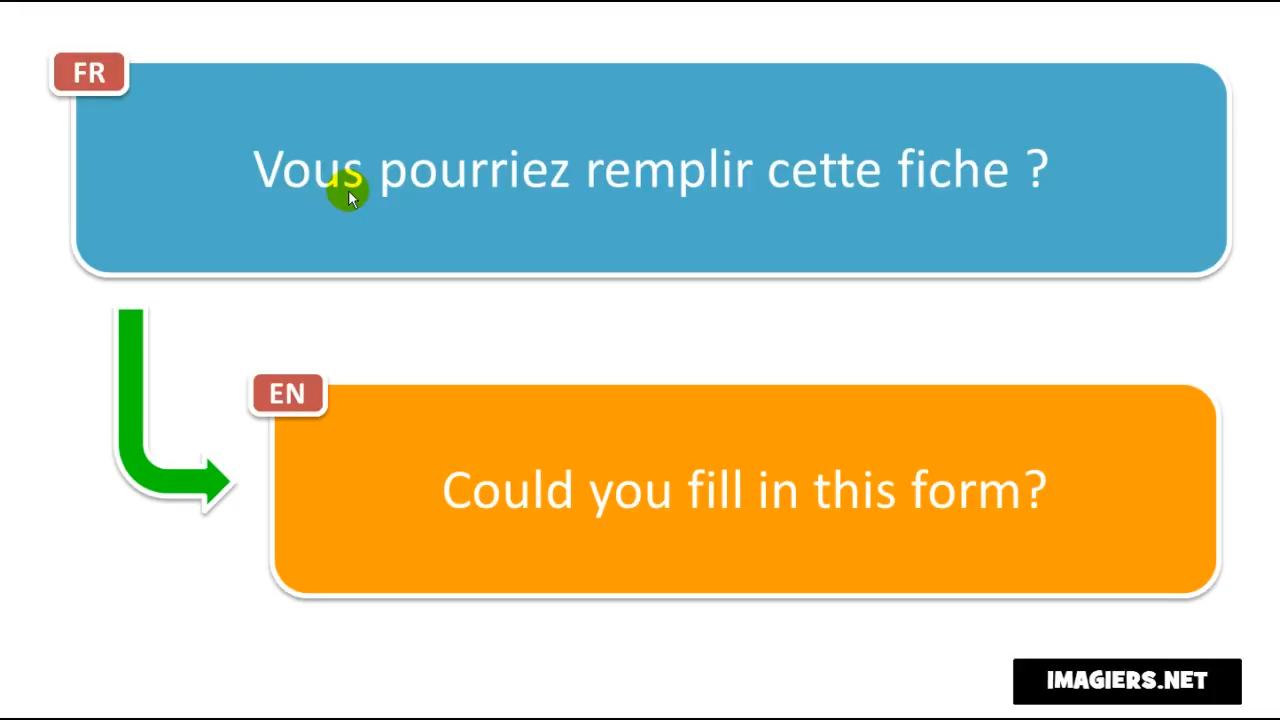 FR
Vous pourriez remplir cette fiche ?
EN
Could you fill in this form?
IMAGIERS.NET